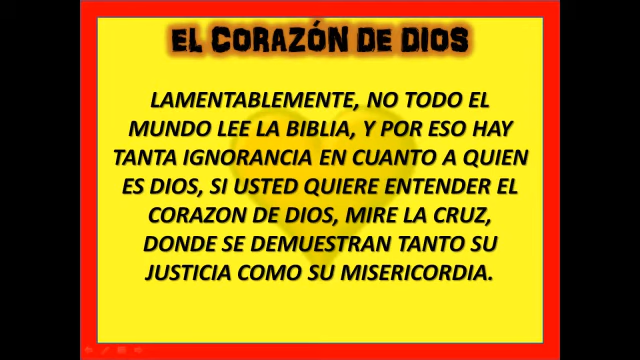 EL CORAZÓN DE DIOS
LAMENTABLEMENTE, NO TODO EL
MUNDO LEE LA BIBLIA, Y POR ESO HAY
TANTA IGNORANCIA EN CUANTO A QUIEN
ES DIOS, SI USTED QUIERE ENTENDER EL
CORAZON DE DIOS, MIRE LA CRUZ,
DONDE SE DEMUESTRAN TANTO SU
JUSTICIA COMO SU MISERICORDIA.